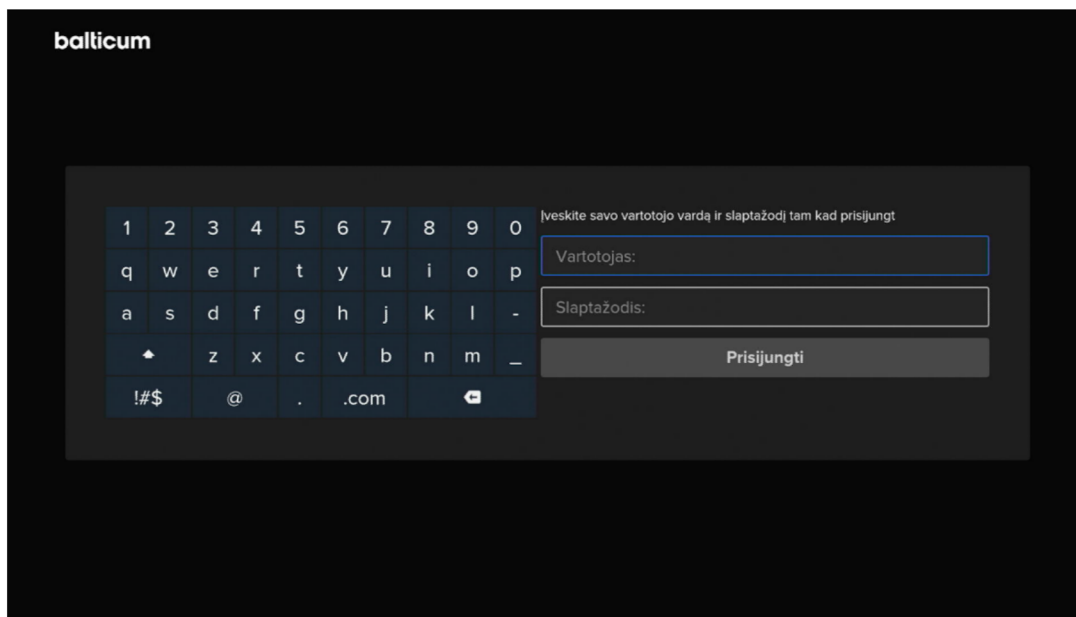 balticum
1 2 3 4 5 6 7 8 9 0
q w e r t y u i o p
a s d f g h j k l -
z x c v b n m _
!#$ @ . .com
Įveskite savo vartotojo vardą ir slaptažodį tam kad prisijungt
Vartotojas:
Slaptažodis:
Prisijungti